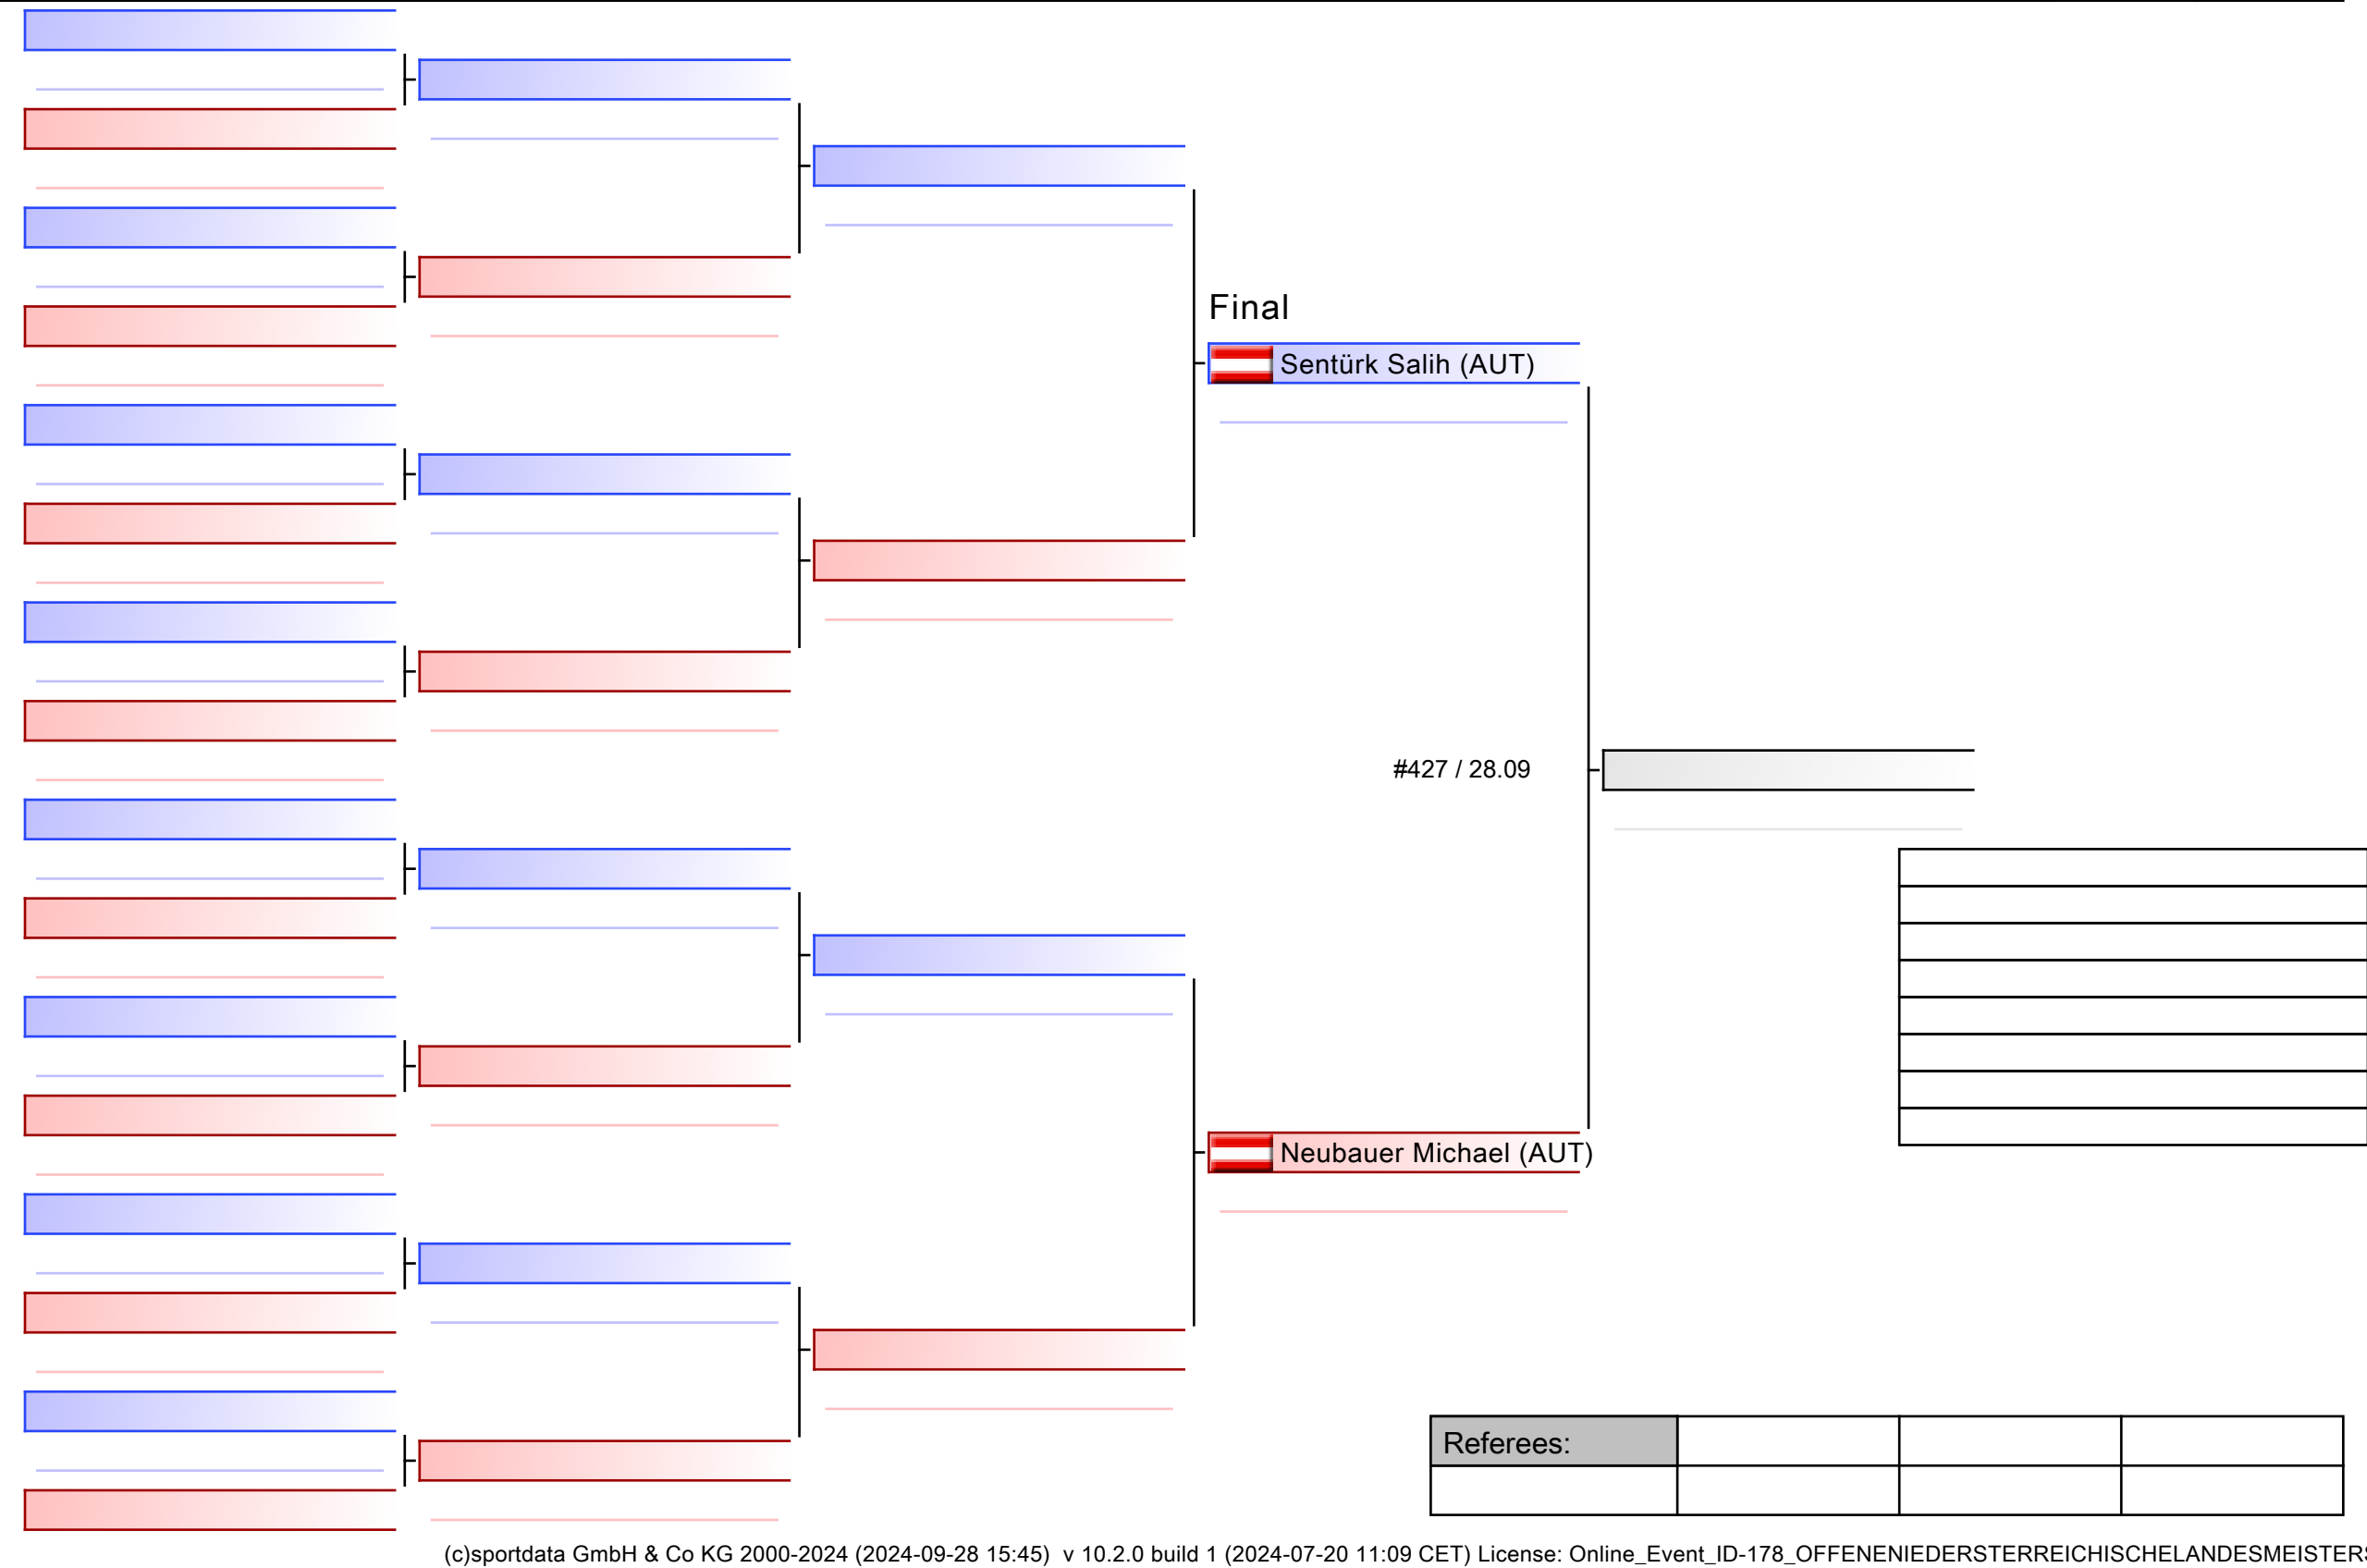 Final
Sentürk Salih (AUT)
#427 / 28.09
Neubauer Michael (AUT)
Referees:
(c)sportdata GmbH & Co KG 2000-2024 (2024-09-28 15:45) v 10.2.0 build 1 (2024-07-20 11:09 CET) License: Online_Event_ID-178_OFFENENIEDERSTERREICHISCHELANDESMEISTERS